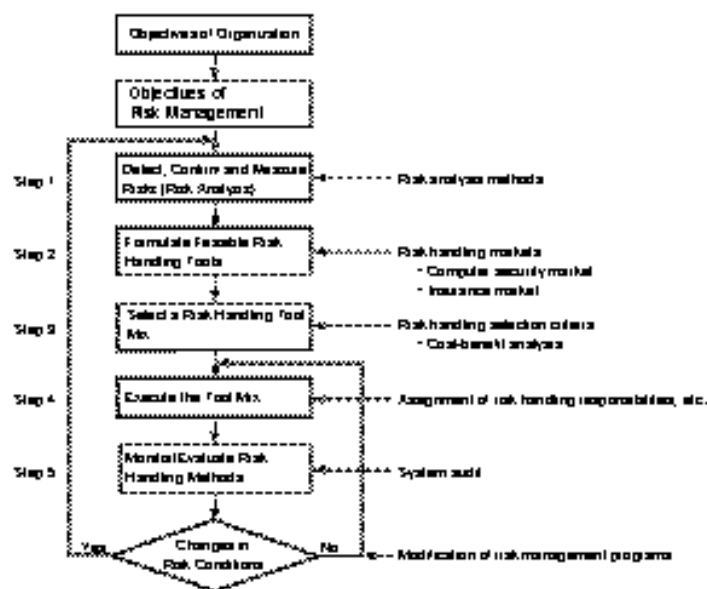 Objectives of Organization
Objectives of
Risk Management
Step 1
Detect, Confirm and Measure
Risks (Risk Analysis)
Risk analysis methods
Step 2
Formulate Feasible Risk
Handling Tools
Risk handling markets
- Computer security market
- Insurance market
Step 3
Select a Risk Handling Tool
Mix
Risk handling selection criteria
- Cost-benefit analysis
Step 4
Execute the Tool Mix
Assignment of risk handling responsibilities, etc.
Step 5
Monitor/Evaluate Risk
Handling Methods
System audit
Yes
Changes in
Risk Conditions
No
Modification of risk management programs